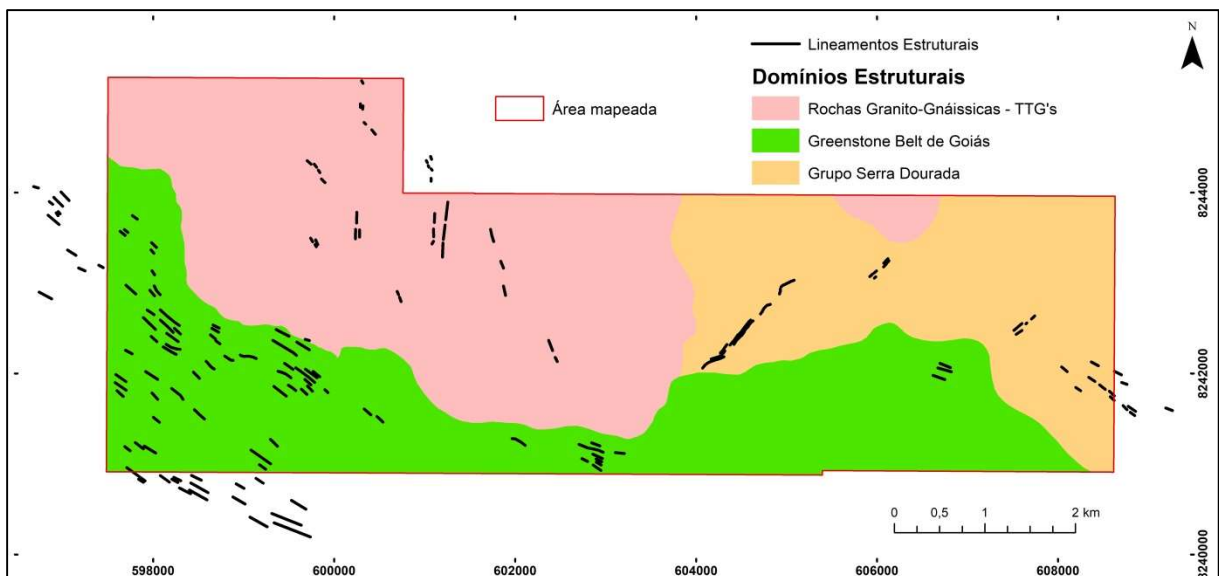 N
Lineamentos Estruturais
Domínios Estruturais
Área mapeada
Rochas Granito-Gnáissicas - TTG's
Greenstone Belt de Goiás
Grupo Serra Dourada
8244000
8242000
8240000
0 0,5 1 2 km
598000 600000 602000 604000 606000 608000